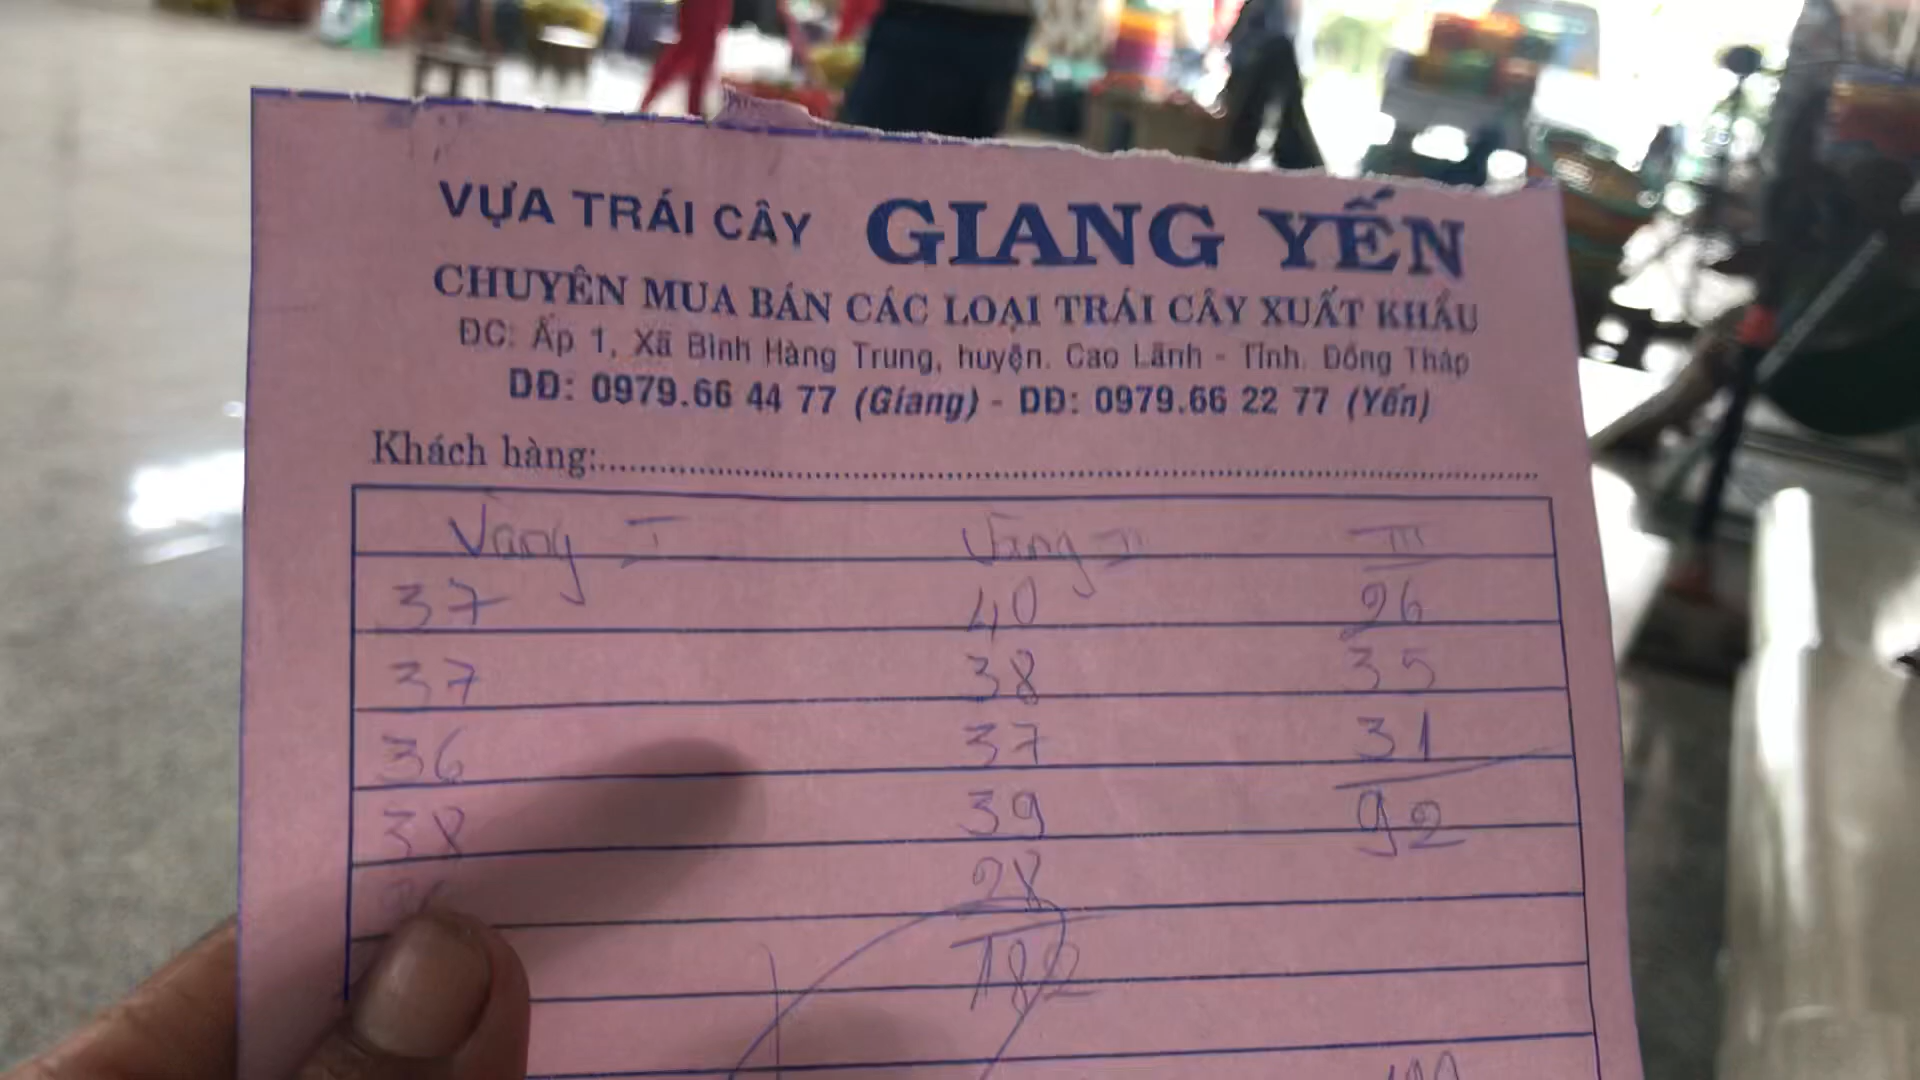 VỰA TRÁI CÂY GIANG YẾN
CHUYÊN MUA BÁN CÁC LOẠI TRÁI CÂY XUẤT KHẨU
ĐC: Ấp 1, Xã Bình Hàng Trung, huyện. Cao Lãnh - Tỉnh. Đồng Tháp
DĐ: 0979.66 44 77 (Giang) - DĐ: 0979.66 22 77 (Yến)
Khách hàng:
Vàng I Vàng II III
37 40 26
37 38 35
36 37 31
38 39 92
28
182